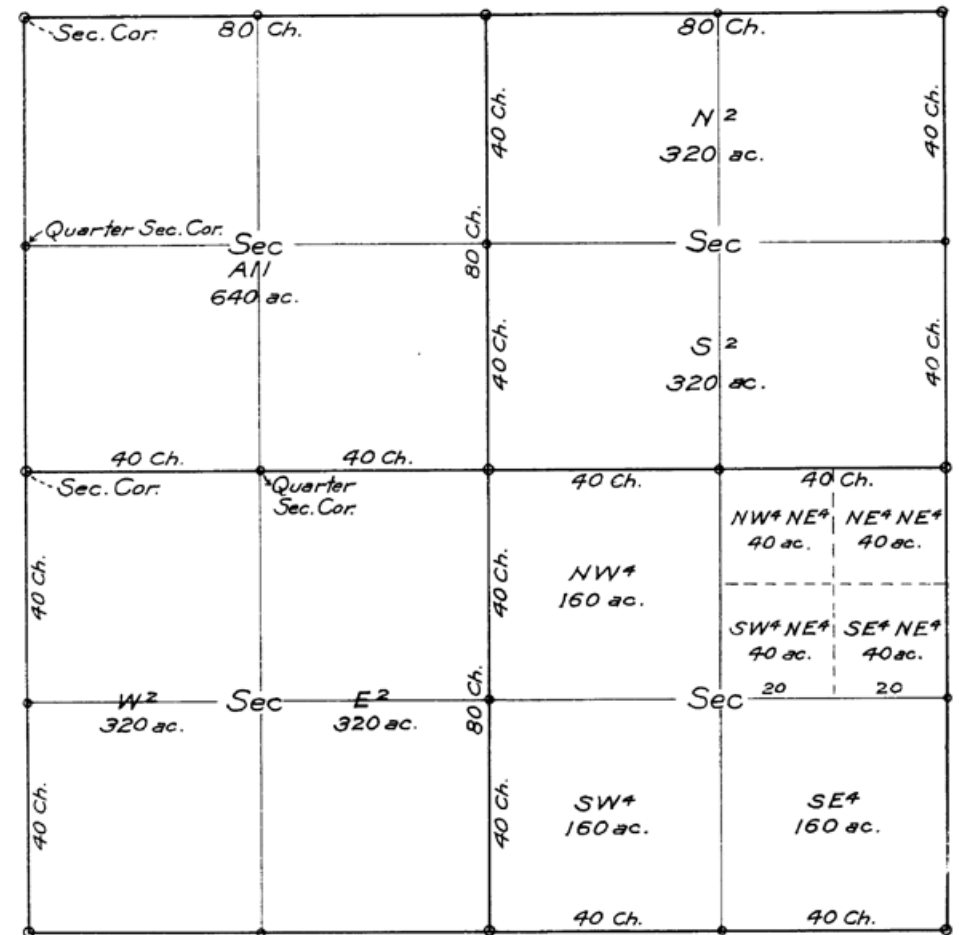 Sec. Cor.
80 Ch.
80 Ch.
40 Ch.
N 2
320 ac.
40 Ch.
Quarter Sec. Cor.
Sec
All
640 ac.
80 Ch.
Sec
40 Ch.
S 2
320 ac.
40 Ch.
40 Ch.
40 Ch.
Sec. Cor.
Quarter
Sec. Cor.
40 Ch.
40 Ch.
40 Ch.
40 Ch.
NW4
160 ac.
NW4 NE4
40 ac.
NE4 NE4
40 ac.
SW4 NE4
40 ac.
SE4 NE4
40 ac.
20
20
W2
320 ac.
Sec
E2
320 ac.
80 Ch.
Sec
40 Ch.
40 Ch.
SW4
160 ac.
SE4
160 ac.
40 Ch.
40 Ch.